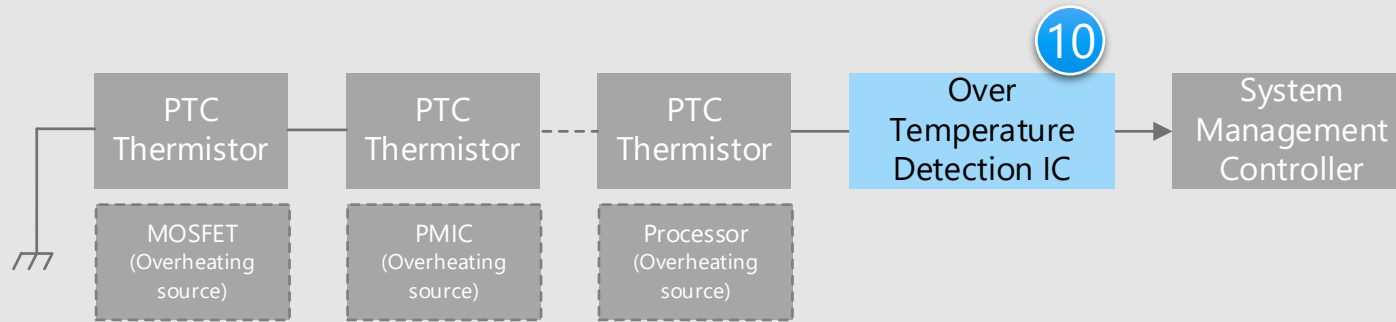 10
PTC
Thermistor
PTC
Thermistor
PTC
Thermistor
Over
Temperature
Detection IC
System
Management
Controller
MOSFET
(Overheating
source)
PMIC
(Overheating
source)
Processor
(Overheating
source)